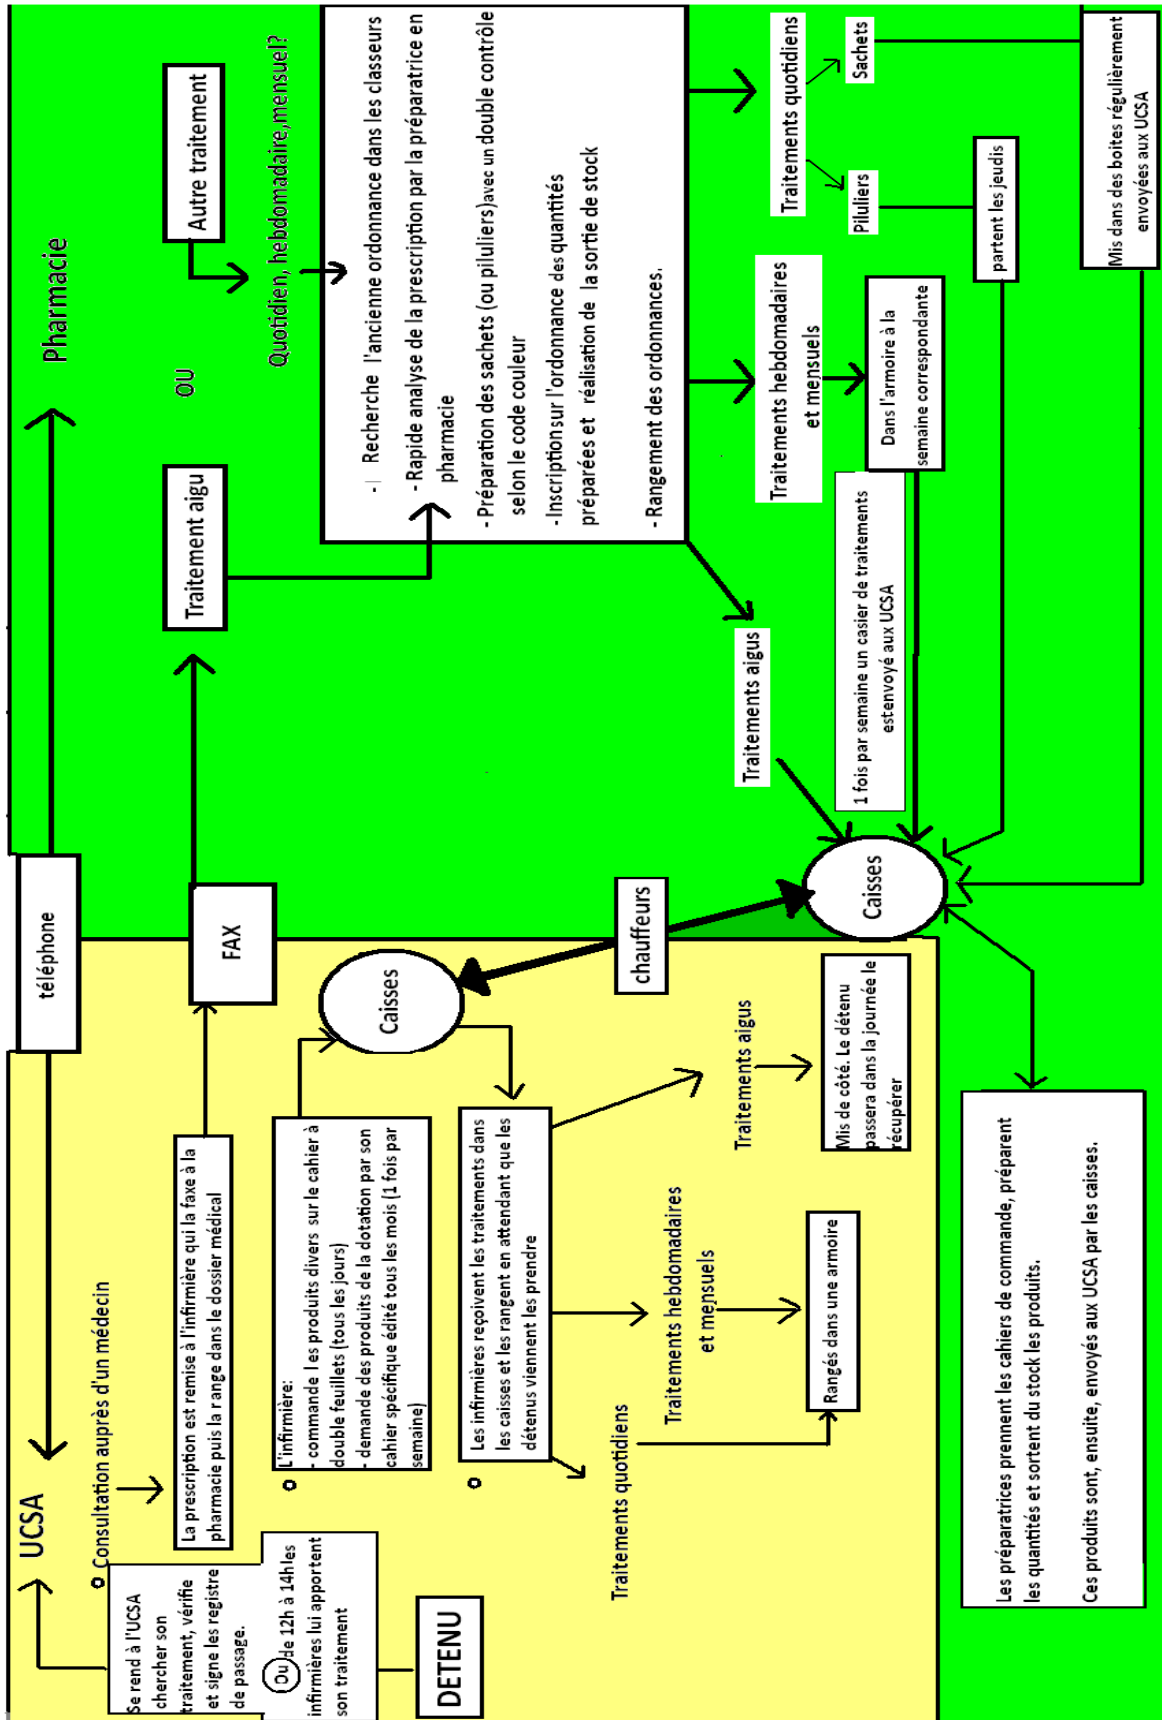 UCSA
téléphone
Pharmacie
Se rend à l'UCSA
chercher son
traitement, vérifie
et signe les registre
de passage.
Ou de 12h à 14hles
infirmières lui apportent
son traitement
DETENU
o Consultation auprès d'un médecin
La prescription est remise à l'infirmière qui la faxe à la
pharmacie puis la range dans le dossier médical
FAX
o L'infirmière:
- commande les produits divers sur le cahier à
double feuillets (tous les jours)
- demande des produits de la dotation par son
cahier spécifique édité tous les mois (1 fois par
semaine)
Caisses
o Les infirmières reçoivent les traitements dans
les caisses et les rangent en attendant que les
détenus viennent les prendre
Traitements quotidiens
Traitements hebdomadaires
et mensuels
Traitements aigus
Rangés dans une armoire
Mis de côté. Le détenu
passera dans la journée le
récupérer
chauffeurs
Traitement aigu
OU
Autre traitement
Quotidien, hebdomadaire,mensuel?
- Recherche l'ancienne ordonnance dans les classeurs
- Rapide analyse de la prescription par la préparatrice en
pharmacie
- Préparation des sachets (ou piluliers)avec un double contrôle
selon le code couleur
- Inscription sur l'ordonnance des quantités
préparées et réalisation de la sortie de stock
- Rangement des ordonnances.
Traitements aigus
Traitements hebdomadaires
et mensuels
Traitements quotidiens
Piluliers
Sachets
1 fois par semaine un casier de traitements
estenvoyé aux UCSA
Dans l'armoire à la
semaine correspondante
partent les jeudis
Mis dans des boites régulièrement
envoyées aux UCSA
Caisses
Les préparatrices prennent les cahiers de commande, préparent
les quantités et sortent du stock les produits.
Ces produits sont, ensuite, envoyés aux UCSA par les caisses.